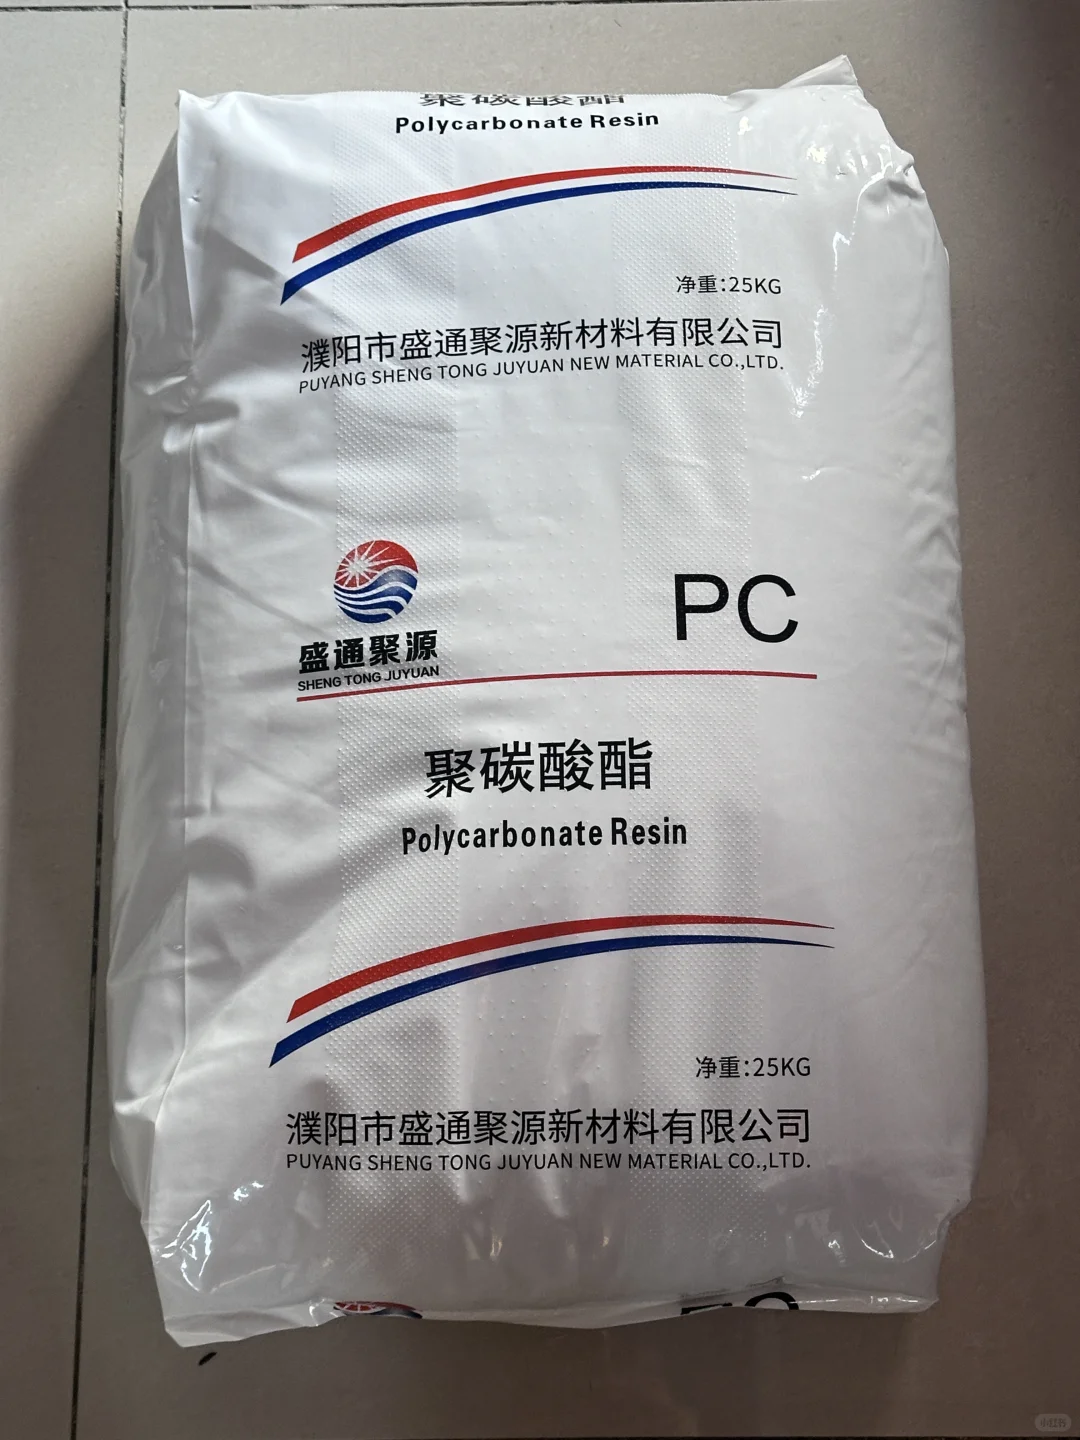 聚碳酸酯
Polycarbonate Resin
净重:25KG
濮阳市盛通聚源新材料有限公司
PUYANG SHENG TONG JUYUAN NEW MATERIAL CO.,LTD.
盛通聚源
SHENG TONG JUYUAN
PC
聚碳酸酯
Polycarbonate Resin
净重:25KG
濮阳市盛通聚源新材料有限公司
PUYANG SHENG TONG JUYUAN NEW MATERIAL CO.,LTD.
小红书